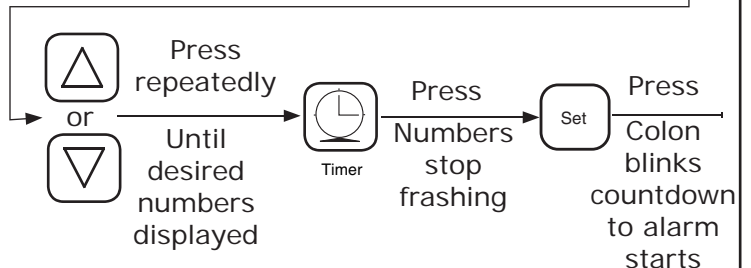 or
Press
repeatedly
Until
desired
numbers
displayed
Timer
Press
Numbers
stop
frashing
Set
Press
Colon
blinks
countdown
to alarm
starts